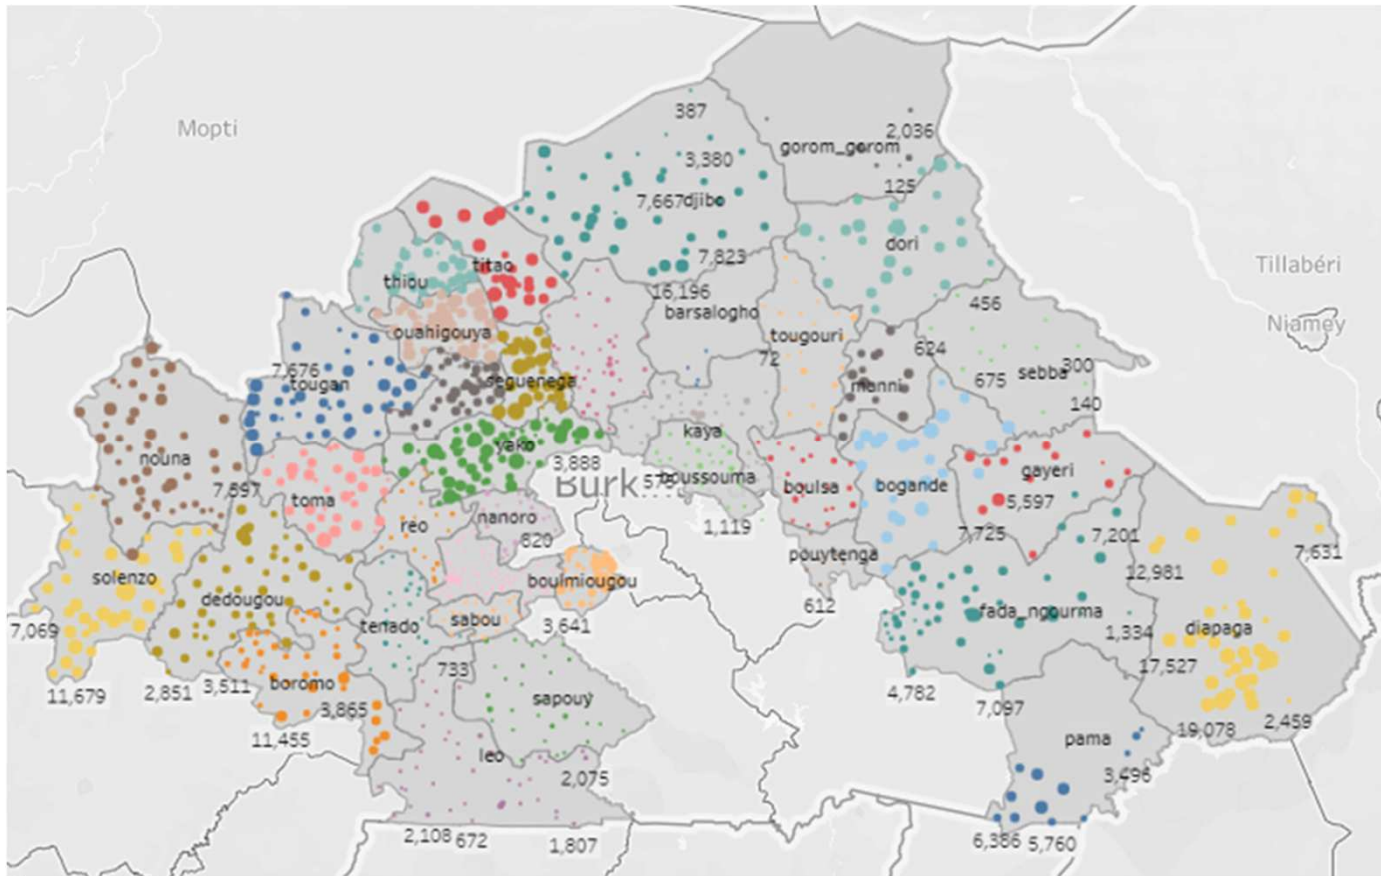 387
Mopti
2,036
gorom_gorom
3,380
125
7,667
djibo
dori
7,823
titao
Tillabéri
thiou
16,196
456
barsalogho
Niamey
ouahigouya
tougouri
624
72
300
7,676
sebba
tougan
seguenega
675
manni
140
kaya
yako
nouna
3,888
gayeri
boussouma
Burk...
boulsa
bogande
7,897
toma
5,597
nanoro
reo
1,119
7,725
7,201
820
pouytenga
7,631
solenzo
boulmiougou
12,981
dedougou
612
fada_ngourma
sabou
tenado
3,641
diapaga
7,069
1,334
733
17,527
boromo
3,511
2,851
11,679
4,782
sapouy
3,865
7,097
2,459
19,078
11,455
pama
leo
2,075
3,496
2,108
672
1,807
6,386
5,760